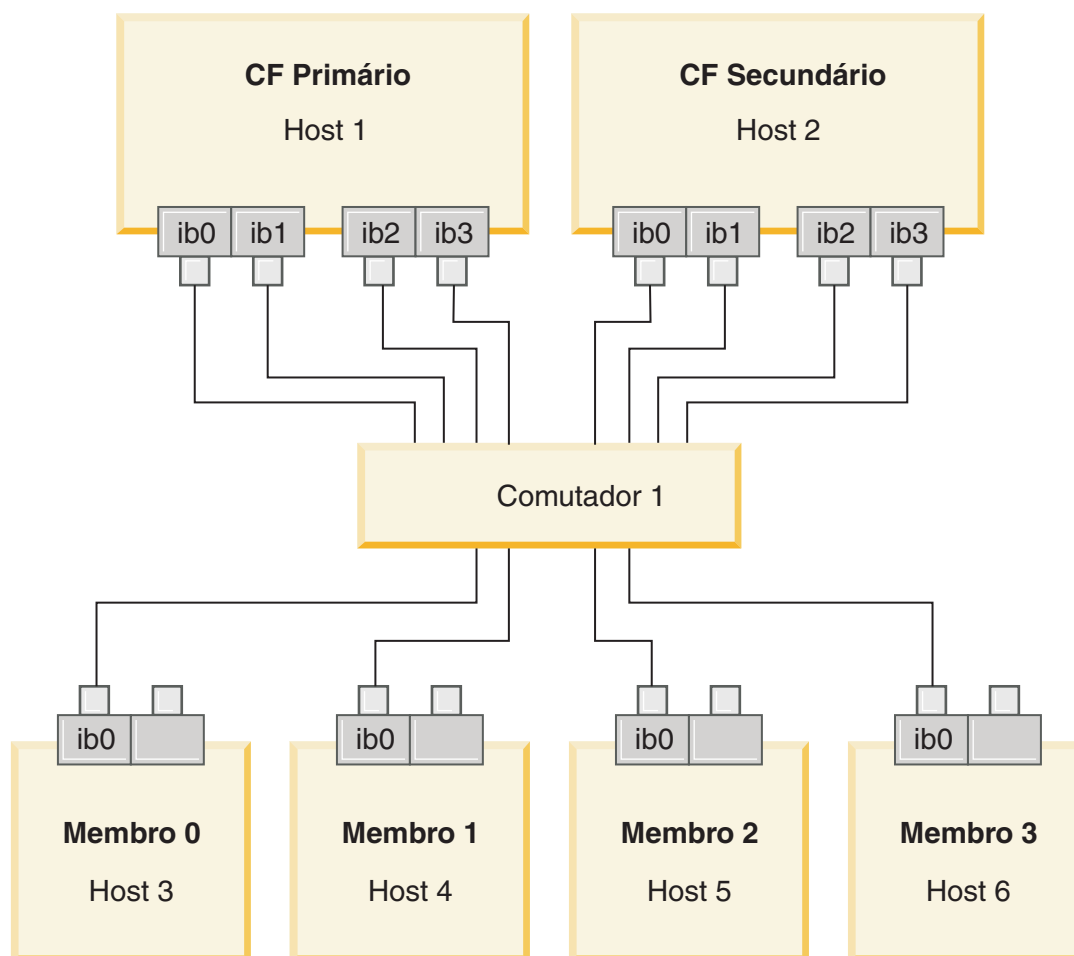 CF Primário
Host 1
CF Secundário
Host 2
ib0 ib1 ib2 ib3
ib0 ib1 ib2 ib3
Comutador 1
ib0
ib0
ib0
ib0
Membro 0
Host 3
Membro 1
Host 4
Membro 2
Host 5
Membro 3
Host 6